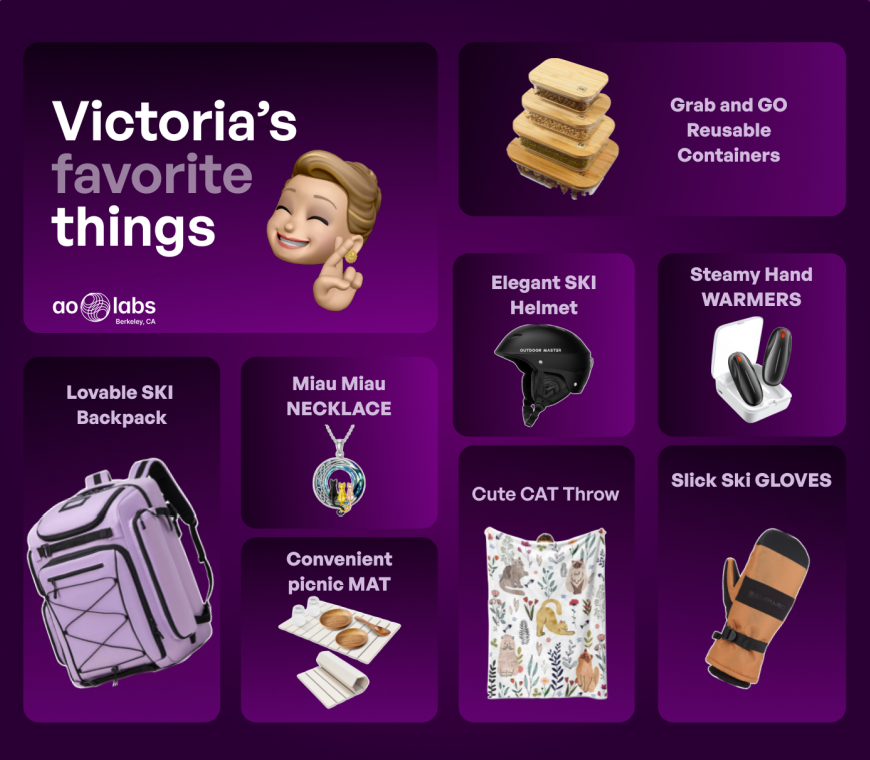 Victoria's
favorite
things
ao labs
Berkeley, CA
Grab and GO
Reusable
Containers
Elegant SKI
Helmet
OUTDOOR MASTER
Steamy Hand
WARMERS
Lovable SKI
Backpack
Miau Miau
NECKLACE
Convenient
picnic MAT
Cute CAT Throw
Slick Ski GLOVES